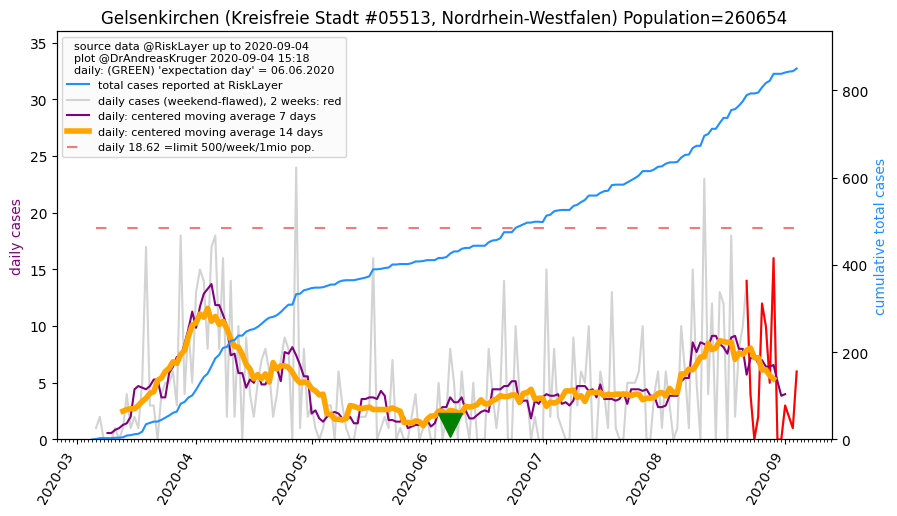 Gelsenkirchen (Kreisfreie Stadt #05513, Nordrhein-Westfalen) Population=260654
source data @RiskLayer up to 2020-09-04
plot @DrAndreasKruger 2020-09-04 15:18
daily: (GREEN) 'expectation day' = 06.06.2020
total cases reported at RiskLayer
daily cases (weekend-flawed), 2 weeks: red
daily: centered moving average 7 days
daily: centered moving average 14 days
daily 18.62 =limit 500/week/1mio pop.
daily cases
35
30
25
20
15
10
5
0
cumulative total cases
800
600
400
200
0
2020-03
2020-04
2020-05
2020-06
2020-07
2020-08
2020-09